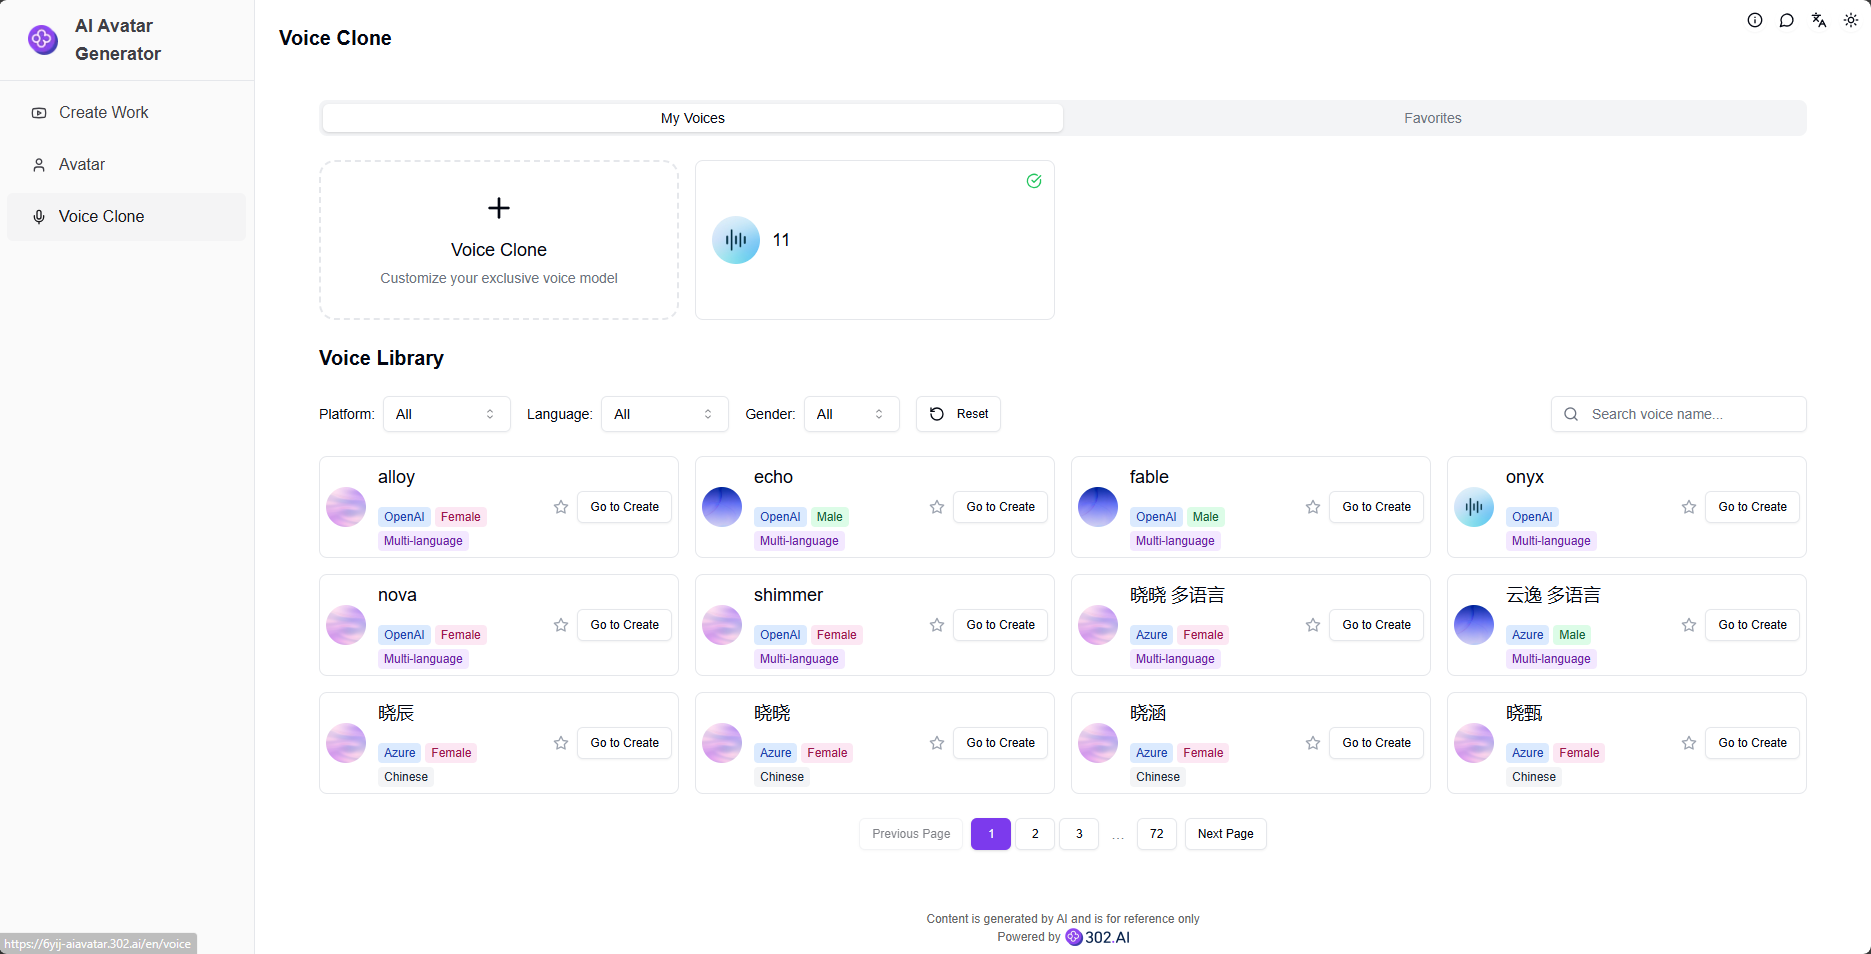 AI Avatar
Generator
Create Work
Avatar
Voice Clone
Voice Clone
My Voices
Favorites
Voice Clone
Customize your exclusive voice model
11
Voice Library
Platform: All Language: All Gender: All Reset
Search voice name...
alloy
OpenAI Female
Multi-language
Go to Create
echo
OpenAI Male
Multi-language
Go to Create
fable
OpenAI Male
Multi-language
Go to Create
onyx
OpenAI
Multi-language
Go to Create
nova
OpenAI Female
Multi-language
Go to Create
shimmer
OpenAI Female
Multi-language
Go to Create
晓晓 多语言
Azure Female
Multi-language
Go to Create
云逸 多语言
Azure Male
Multi-language
Go to Create
晓辰
Azure Female
Chinese
Go to Create
晓晓
Azure Female
Chinese
Go to Create
晓涵
Azure Female
Chinese
Go to Create
晓甄
Azure Female
Chinese
Go to Create
Previous Page 1 2 3 ... 72 Next Page
Content is generated by AI and is for reference only
Powered by 302.AI
https://6yij-aiavatar.302.ai/en/voice